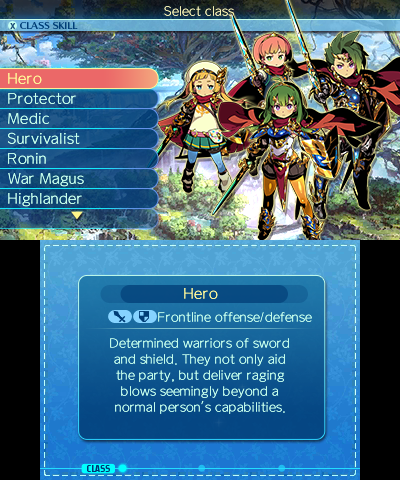 Select class
X CLASS SKILL
Hero
Protector
Medic
Survivalist
Ronin
War Magus
Highlander
Hero
Frontline offense/defense
Determined warriors of sword
and shield. They not only aid
the party, but deliver raging
blows seemingly beyond a
normal person's capabilities.
CLASS